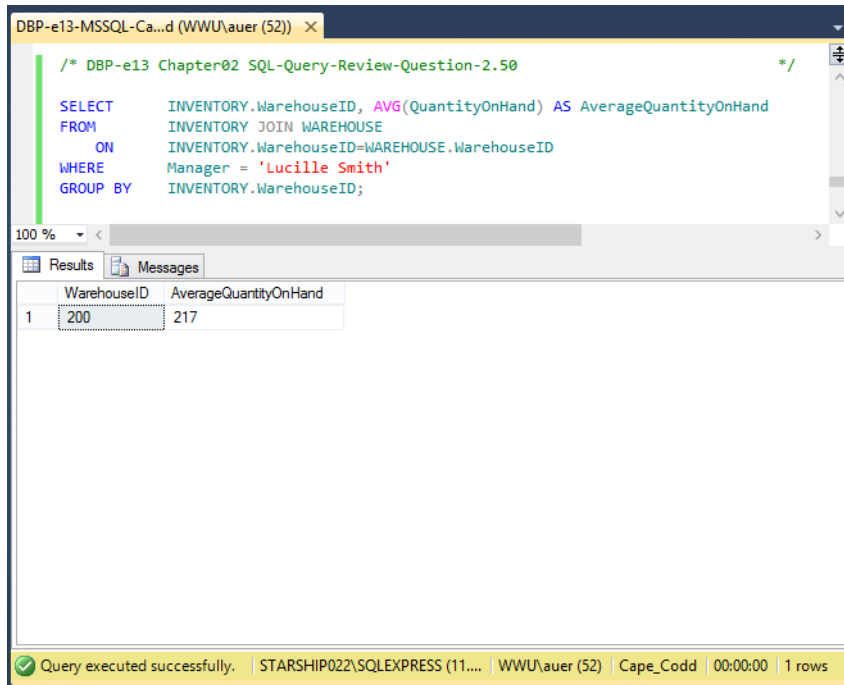 DBP-e13-MSSQL-Ca...d (WWU\auer (52))
/* DBP-e13 Chapter02 SQL-Query-Review-Question-2.50 */
SELECT INVENTORY.WarehouseID, AVG(QuantityOnHand) AS AverageQuantityOnHand
FROM INVENTORY JOIN WAREHOUSE
ON INVENTORY.WarehouseID=WAREHOUSE.WarehouseID
WHERE Manager = 'Lucille Smith'
GROUP BY INVENTORY.WarehouseID;
100 %
Results Messages
WarehouseID AverageQuantityOnHand
1 200 217
Query executed successfully. STARSHIP022\SQLEXPRESS (11.... WWU\auer (52) Cape_Codd 00:00:00 1 rows